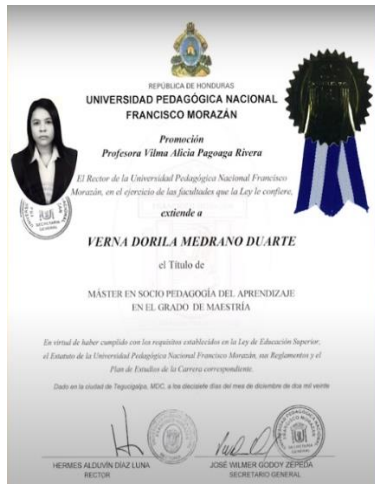 REPÚBLICA DE HONDURAS
UNIVERSIDAD PEDAGÓGICA NACIONAL
FRANCISCO MORAZÁN
Promoción
Profesora Vilma Alicia Pagoaga Rivera
El Rector de la Universidad Pedagógica Nacional Francisco
Morazán, en el ejercicio de las facultades que la Ley le confiere,
extiende a
VERNA DORILA MEDRANO DUARTE
el Título de
MÁSTER EN SOCIO PEDAGOGÍA DEL APRENDIZAJE
EN EL GRADO DE MAESTRÍA
En virtud de haber cumplido con los requisitos establecidos en la Ley de Educación Superior,
el Estatuto de la Universidad Pedagógica Nacional Francisco Morazán, sus Reglamentos y el
Plan de Estudios de la Carrera correspondiente.
Dado en la ciudad de Tegucigalpa, MDC, a los diecisiete días del mes de diciembre de dos mil veinte
HERMES ALDUVÍN DÍAZ LUNA
RECTOR
JOSÉ WILMER GODOY ZEPEDA
SECRETARIO GENERAL
SECRETARIA
GENERAL